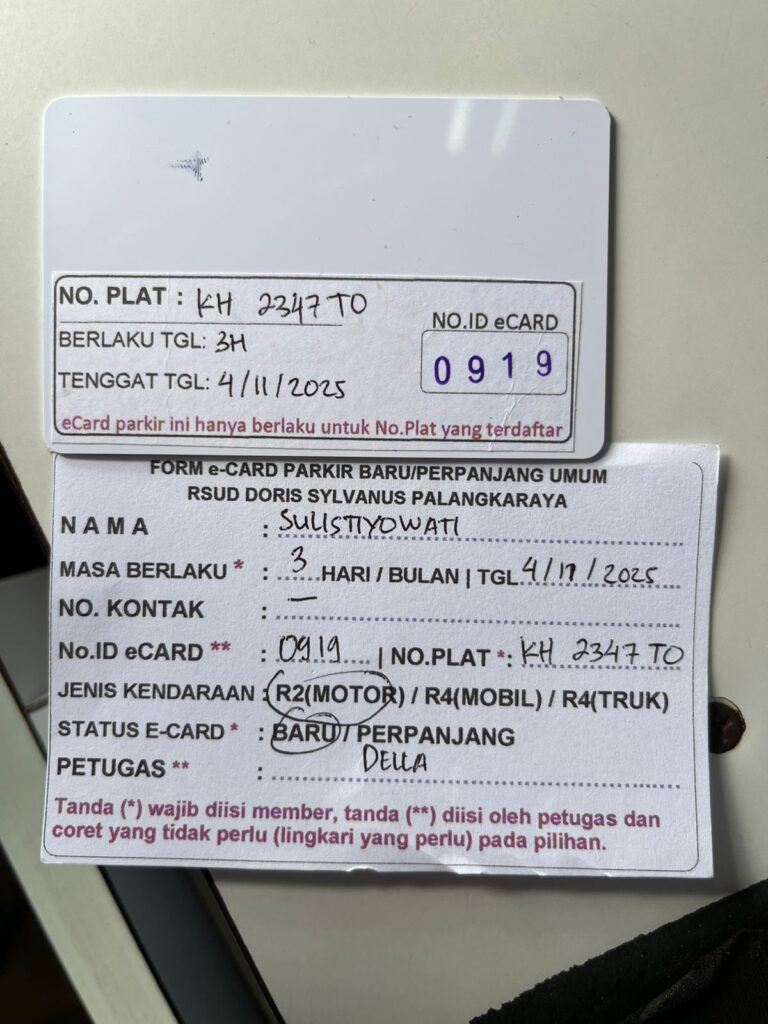 NO. PLAT : KH 2347 TO
BERLAKU TGL: 3H
TENGGAT TGL: 4/11/2025
NO.ID eCARD
0919
eCard parkir ini hanya berlaku untuk No.Plat yang terdaftar
FORM e-CARD PARKIR BARU/PERPANJANG UMUM
RSUD DORIS SYLVANUS PALANGKARAYA
NAMA : SULISTIYOWATI
MASA BERLAKU * : 3 HARI / BULAN | TGL 4/11/2025
NO. KONTAK : —
No.ID eCARD ** : 0919 | NO.PLAT *: KH 2347 TO
JENIS KENDARAAN : R2(MOTOR) / R4(MOBIL) / R4(TRUK)
STATUS E-CARD * : BARU / PERPANJANG
PETUGAS ** : DELLA
Tanda (*) wajib diisi member, tanda (**) diisi oleh petugas dan
coret yang tidak perlu (lingkari yang perlu) pada pilihan.